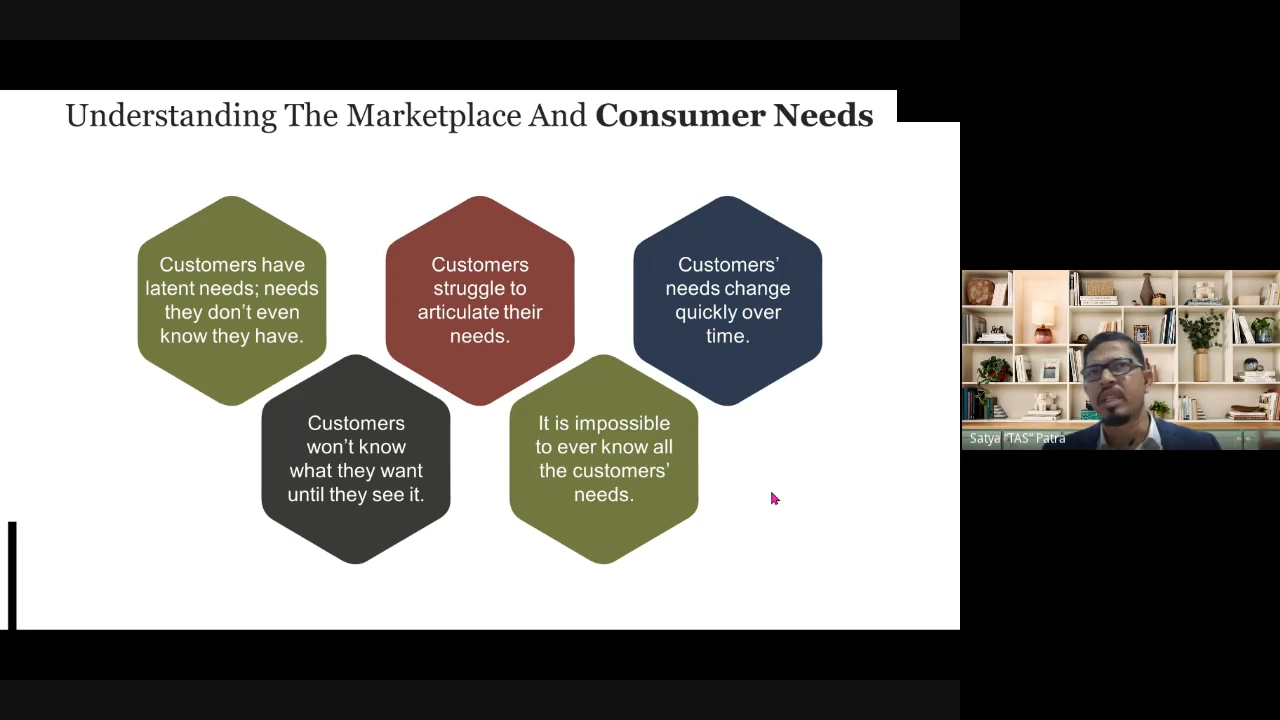 Understanding The Marketplace And Consumer Needs
Customers have
latent needs; needs
they don’t even
know they have.
Customers
struggle to
articulate their
needs.
Customers’
needs change
quickly over
time.
Customers
won’t know
what they want
until they see it.
It is impossible
to ever know all
the customers’
needs.
Satya "TAS" Patra